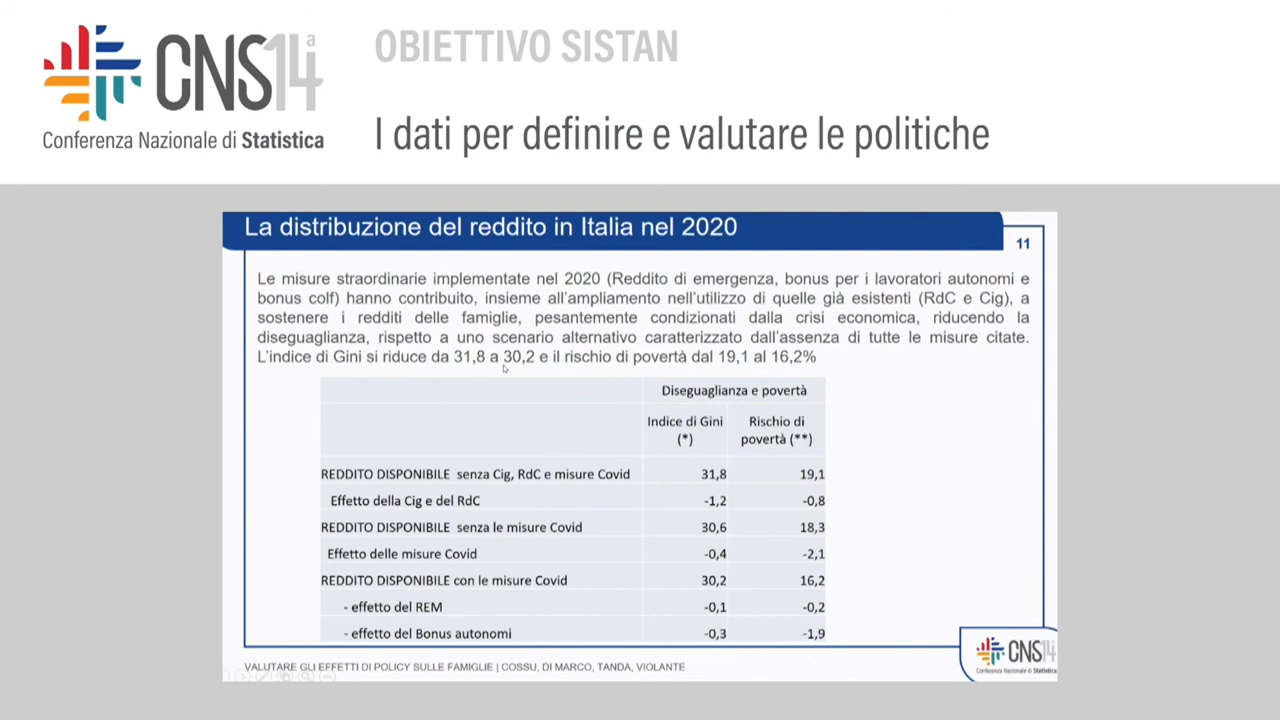 CNS14ª
Conferenza Nazionale di Statistica
OBIETTIVO SISTAN
I dati per definire e valutare le politiche
La distribuzione del reddito in Italia nel 2020
11
Le misure straordinarie implementate nel 2020 (Reddito di emergenza, bonus per i lavoratori autonomi e
bonus colf) hanno contribuito, insieme all'ampliamento nell'utilizzo di quelle già esistenti (RdC e Cig), a
sostenere i redditi delle famiglie, pesantemente condizionati dalla crisi economica, riducendo la
diseguaglianza, rispetto a uno scenario alternativo caratterizzato dall'assenza di tutte le misure citate.
L'indice di Gini si riduce da 31,8 a 30,2 e il rischio di povertà dal 19,1 al 16,2%
Diseguaglianza e povertà
Indice di Gini (*) Rischio di povertà (**)
REDDITO DISPONIBILE senza Cig, RdC e misure Covid 31,8 19,1
Effetto della Cig e del RdC -1,2 -0,8
REDDITO DISPONIBILE senza le misure Covid 30,6 18,3
Effetto delle misure Covid -0,4 -2,1
REDDITO DISPONIBILE con le misure Covid 30,2 16,2
- effetto del REM -0,1 -0,2
- effetto del Bonus autonomi -0,3 -1,9
VALUTARE GLI EFFETTI DI POLICY SULLE FAMIGLIE | COSSU, DI MARCO, TANDA, VIOLANTE
CNS14
Conferenza Nazionale di Statistica